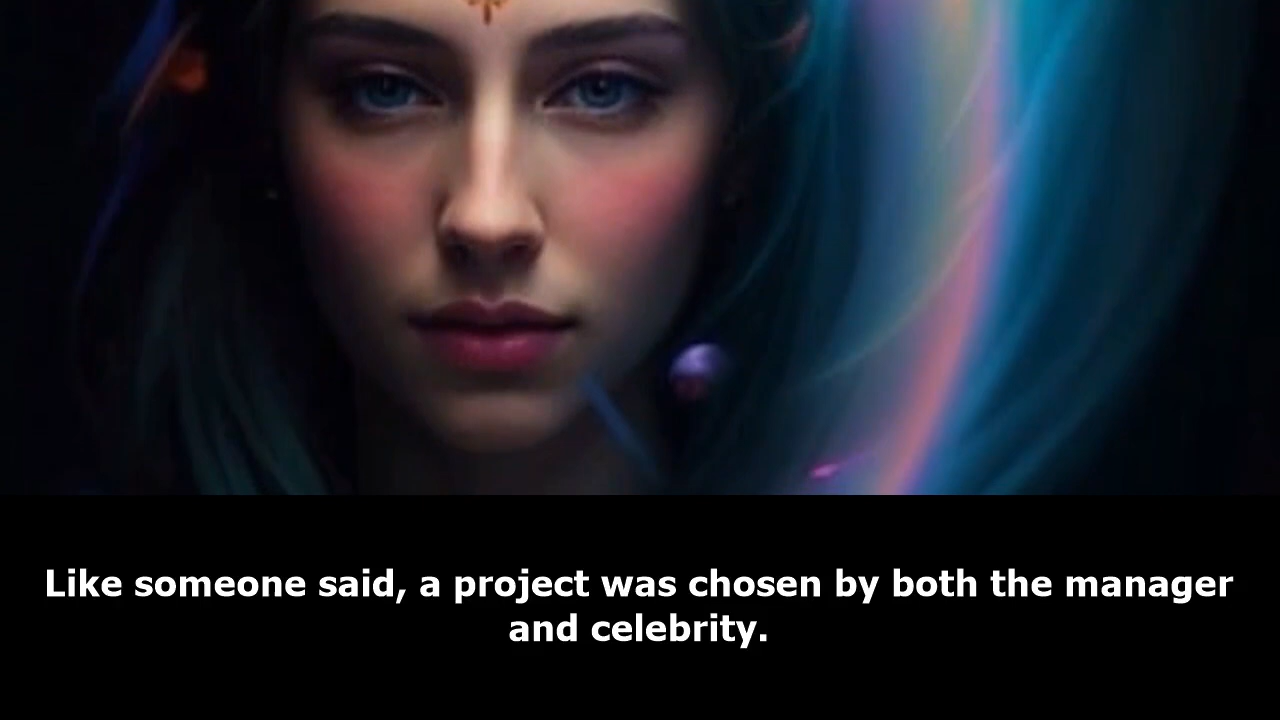 Like someone said, a project was chosen by both the manager
and celebrity.